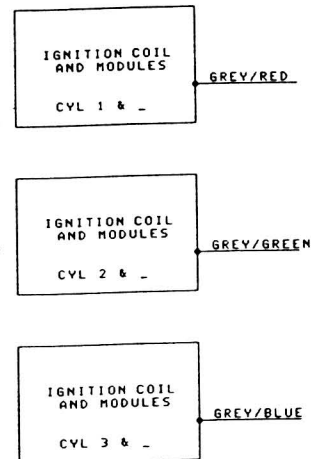 IGNITION COIL
AND MODULES
CYL 1 & _
GREY/RED
IGNITION COIL
AND MODULES
CYL 2 & _
GREY/GREEN
IGNITION COIL
AND MODULES
CYL 3 & _
GREY/BLUE